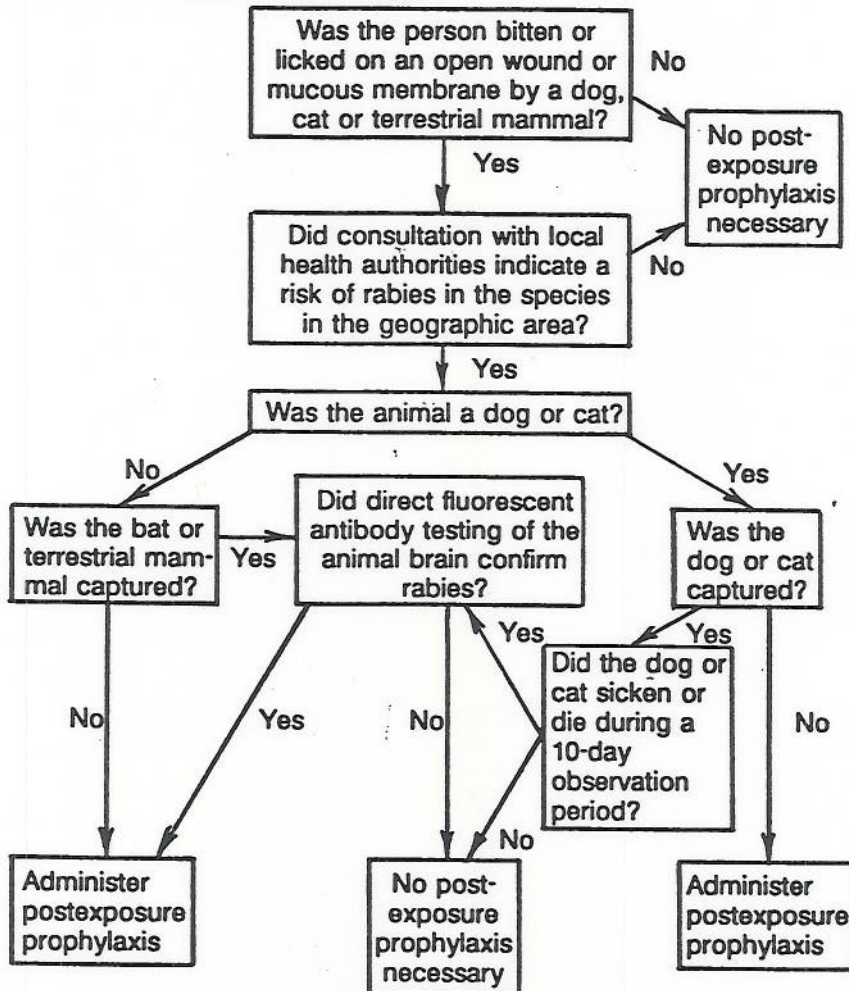 Was the person bitten or
licked on an open wound or
mucous membrane by a dog,
cat or terrestrial mammal?
No
No post-
exposure
prophylaxis
necessary
Yes
Did consultation with local
health authorities indicate a
risk of rabies in the species
in the geographic area?
No
Yes
Was the animal a dog or cat?
No
Yes
Was the bat or
terrestrial mam-
mal captured?
Yes
Did direct fluorescent
antibody testing of the
animal brain confirm
rabies?
Was the
dog or cat
captured?
Yes
Yes
Did the dog or
cat sicken or
die during a
10-day
observation
period?
No
Yes
No
No
No
Administer
postexposure
prophylaxis
No post-
exposure
prophylaxis
necessary
Administer
postexposure
prophylaxis